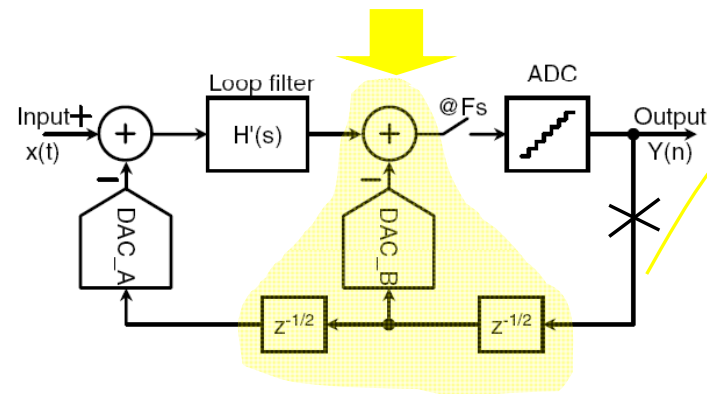 Loop filter
ADC
Input+
x(t)
+
H'(s)
+
@Fs
Output
Y(n)
−
−
DAC_A
DAC_B
z-1/2
z-1/2